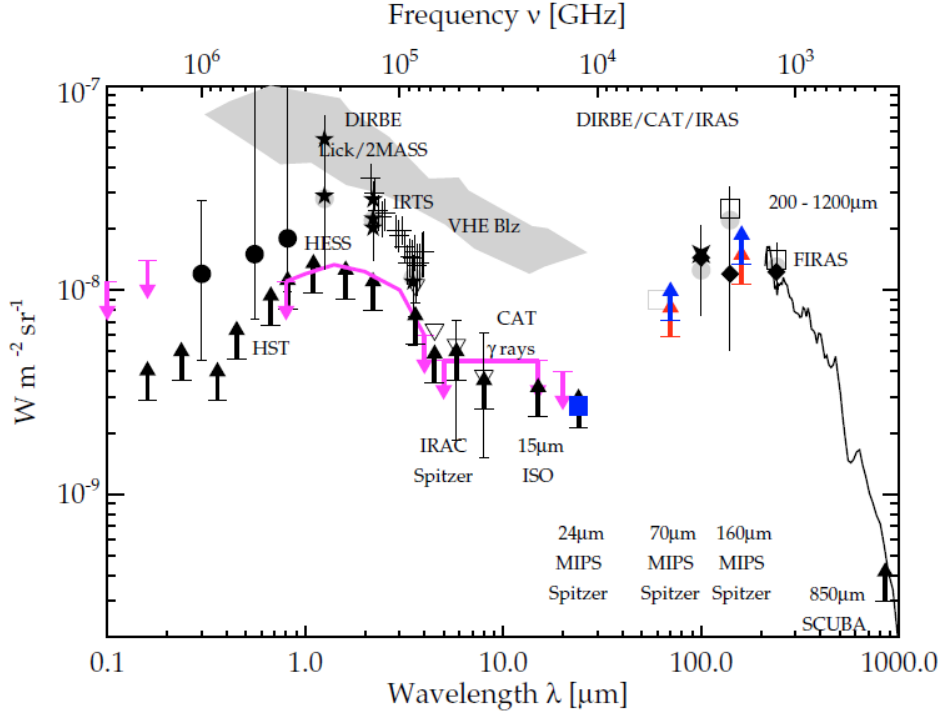 Frequency ν [GHz]
10⁶ 10⁵ 10⁴ 10³
10⁻⁷
10⁻⁸
10⁻⁹
W m ⁻² sr⁻¹
DIRBE
Lick/2MASS
DIRBE/CAT/IRAS
IRTS
VHE Blz
200 - 1200μm
HESS
FIRAS
HST
CAT
γ rays
IRAC
Spitzer
15μm
ISO
24μm
MIPS
Spitzer
70μm
MIPS
Spitzer
160μm
MIPS
Spitzer
850μm
SCUBA
0.1 1.0 10.0 100.0 1000.0
Wavelength λ [μm]